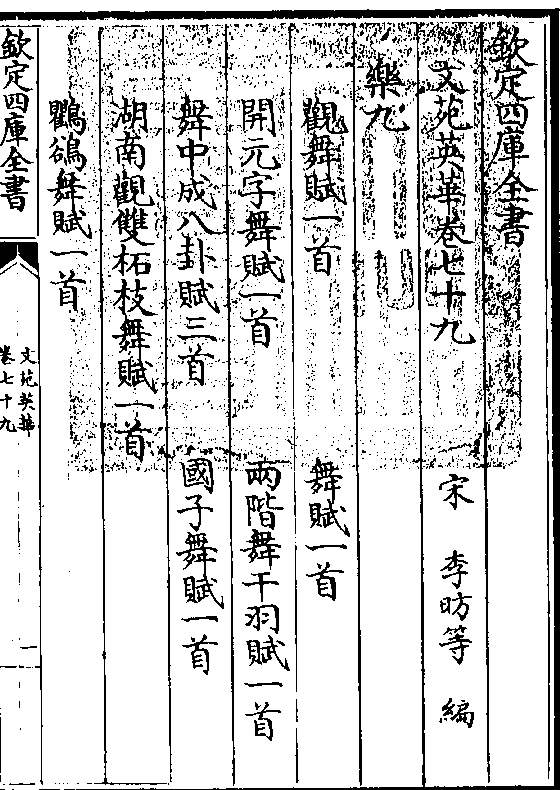 欽定四庫全書
文苑英華卷七十九
宋 李昉等 編
樂九
觀舞賦一首 舞賦一首
開元字舞賦一首 兩階舞干羽賦一首
舞中成八卦賦三首 國子舞賦一首
湖南觀雙柘枝舞賦一首
鸜鵒舞賦一首
欽定四庫全書
文苑英華
卷七十九
一